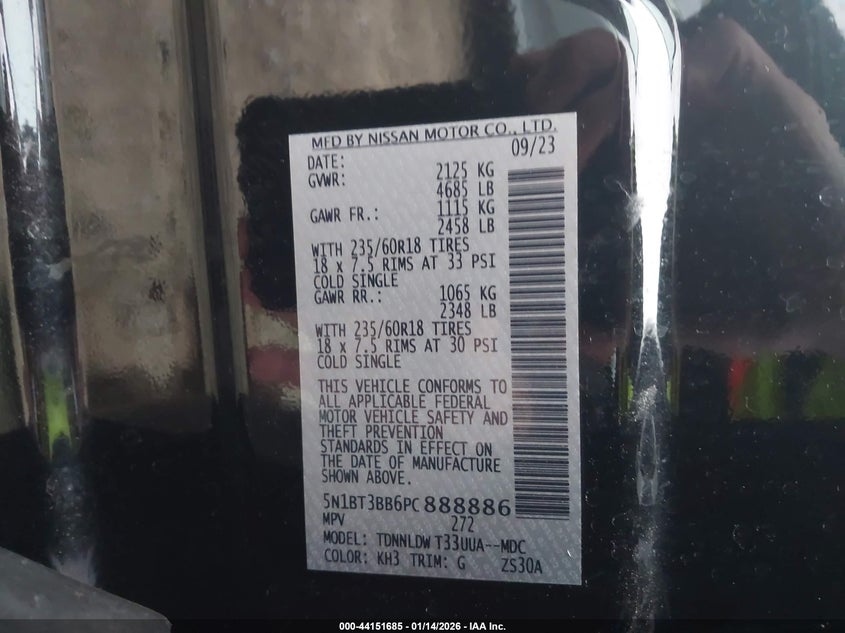 MFD BY NISSAN MOTOR CO., LTD.
DATE: 09/23
GVWR: 2125 KG
4685 LB
GAWR FR.: 1115 KG
2458 LB
WITH 235/60R18 TIRES
18 x 7.5 RIMS AT 33 PSI
COLD SINGLE
GAWR RR.: 1065 KG
2348 LB
WITH 235/60R18 TIRES
18 x 7.5 RIMS AT 30 PSI
COLD SINGLE
THIS VEHICLE CONFORMS TO
ALL APPLICABLE FEDERAL
MOTOR VEHICLE SAFETY AND
THEFT PREVENTION
STANDARDS IN EFFECT ON
THE DATE OF MANUFACTURE
SHOWN ABOVE.
5N1BT3BB6PC888886
MPV 272
MODEL: TDNNLDW T33UUA--MDC
COLOR: KH3 TRIM: G ZS30A
000-44151685 - 01/14/2026 - IAA Inc.